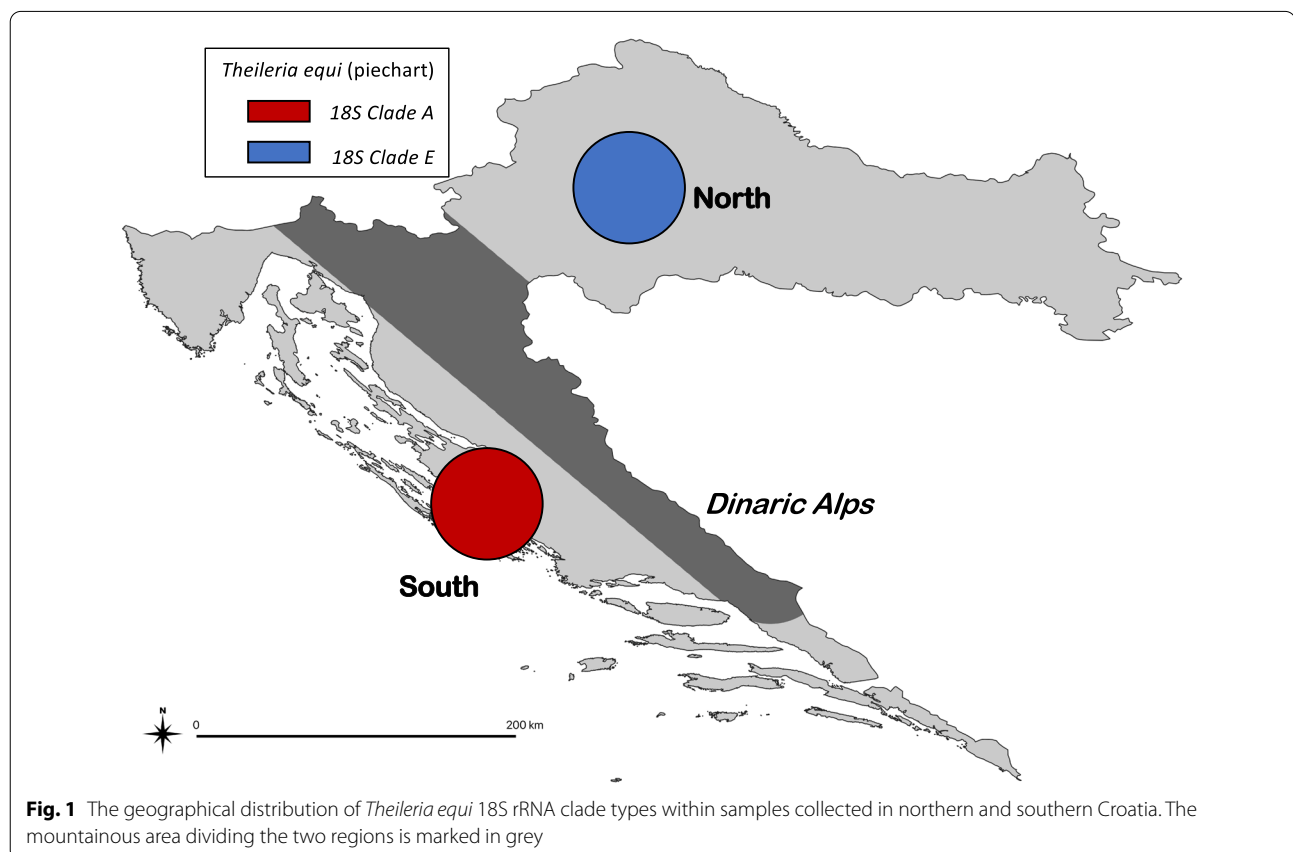 Theileria equi (piechart)
18S Clade A
18S Clade E
North
Dinaric Alps
South
N
0 200 km
Fig. 1 The geographical distribution of Theileria equi 18S rRNA clade types within samples collected in northern and southern Croatia. The
mountainous area dividing the two regions is marked in grey